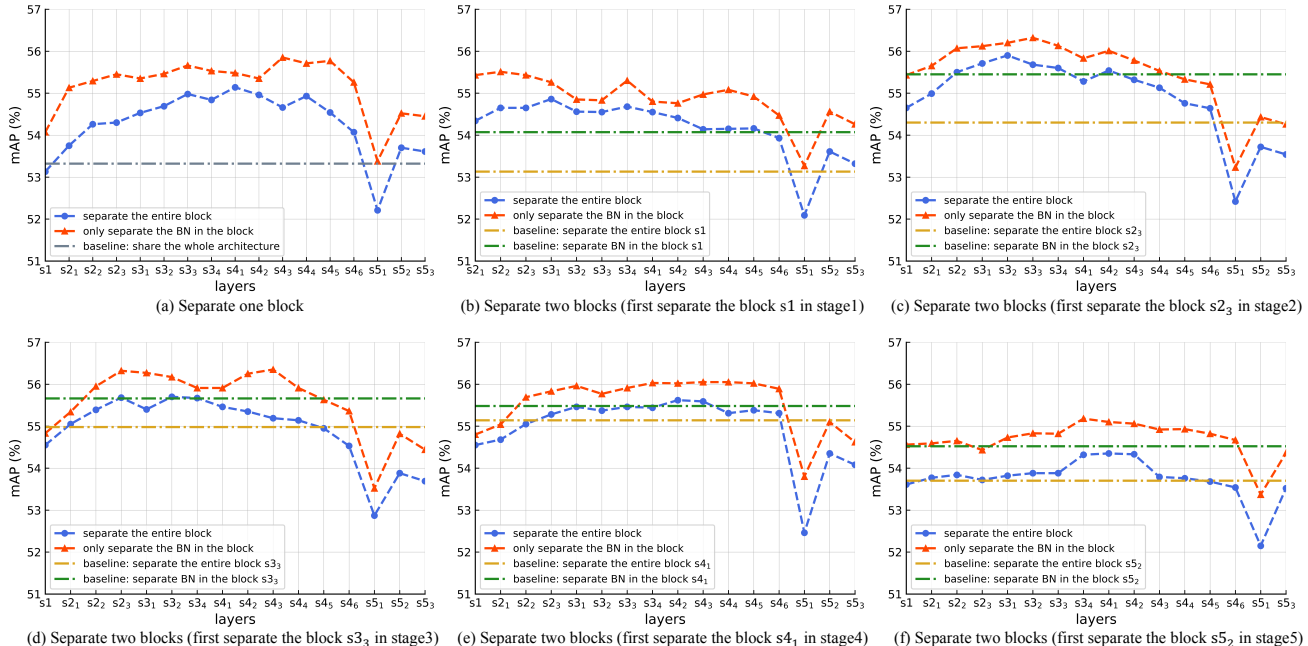 57
56
55
54
53
52
51
mAP (%)
separate the entire block
only separate the BN in the block
baseline: share the whole architecture
s1 s2₁ s2₂ s2₃ s3₁ s3₂ s3₃ s3₄ s4₁ s4₂ s4₃ s4₄ s4₅ s4₆ s5₁ s5₂ s5₃
layers
(a) Separate one block
57
56
55
54
53
52
51
mAP (%)
separate the entire block
only separate the BN in the block
baseline: separate the entire block s1
baseline: separate BN in the block s1
s1 s2₁ s2₂ s2₃ s3₁ s3₂ s3₃ s3₄ s4₁ s4₂ s4₃ s4₄ s4₅ s4₆ s5₁ s5₂ s5₃
layers
(b) Separate two blocks (first separate the block s1 in stage1)
57
56
55
54
53
52
51
mAP (%)
separate the entire block
only separate the BN in the block
baseline: separate the entire block s2₃
baseline: separate BN in the block s2₃
s1 s2₁ s2₂ s2₃ s3₁ s3₂ s3₃ s3₄ s4₁ s4₂ s4₃ s4₄ s4₅ s4₆ s5₁ s5₂ s5₃
layers
(c) Separate two blocks (first separate the block s2₃ in stage2)
57
56
55
54
53
52
51
mAP (%)
separate the entire block
only separate the BN in the block
baseline: separate the entire block s3₃
baseline: separate BN in the block s3₃
s1 s2₁ s2₂ s2₃ s3₁ s3₂ s3₃ s3₄ s4₁ s4₂ s4₃ s4₄ s4₅ s4₆ s5₁ s5₂ s5₃
layers
(d) Separate two blocks (first separate the block s3₃ in stage3)
57
56
55
54
53
52
51
mAP (%)
separate the entire block
only separate the BN in the block
baseline: separate the entire block s4₁
baseline: separate BN in the block s4₁
s1 s2₁ s2₂ s2₃ s3₁ s3₂ s3₃ s3₄ s4₁ s4₂ s4₃ s4₄ s4₅ s4₆ s5₁ s5₂ s5₃
layers
(e) Separate two blocks (first separate the block s4₁ in stage4)
57
56
55
54
53
52
51
mAP (%)
separate the entire block
only separate the BN in the block
baseline: separate the entire block s5₂
baseline: separate BN in the block s5₂
s1 s2₁ s2₂ s2₃ s3₁ s3₂ s3₃ s3₄ s4₁ s4₂ s4₃ s4₄ s4₅ s4₆ s5₁ s5₂ s5₃
layers
(f) Separate two blocks (first separate the block s5₂ in stage5)